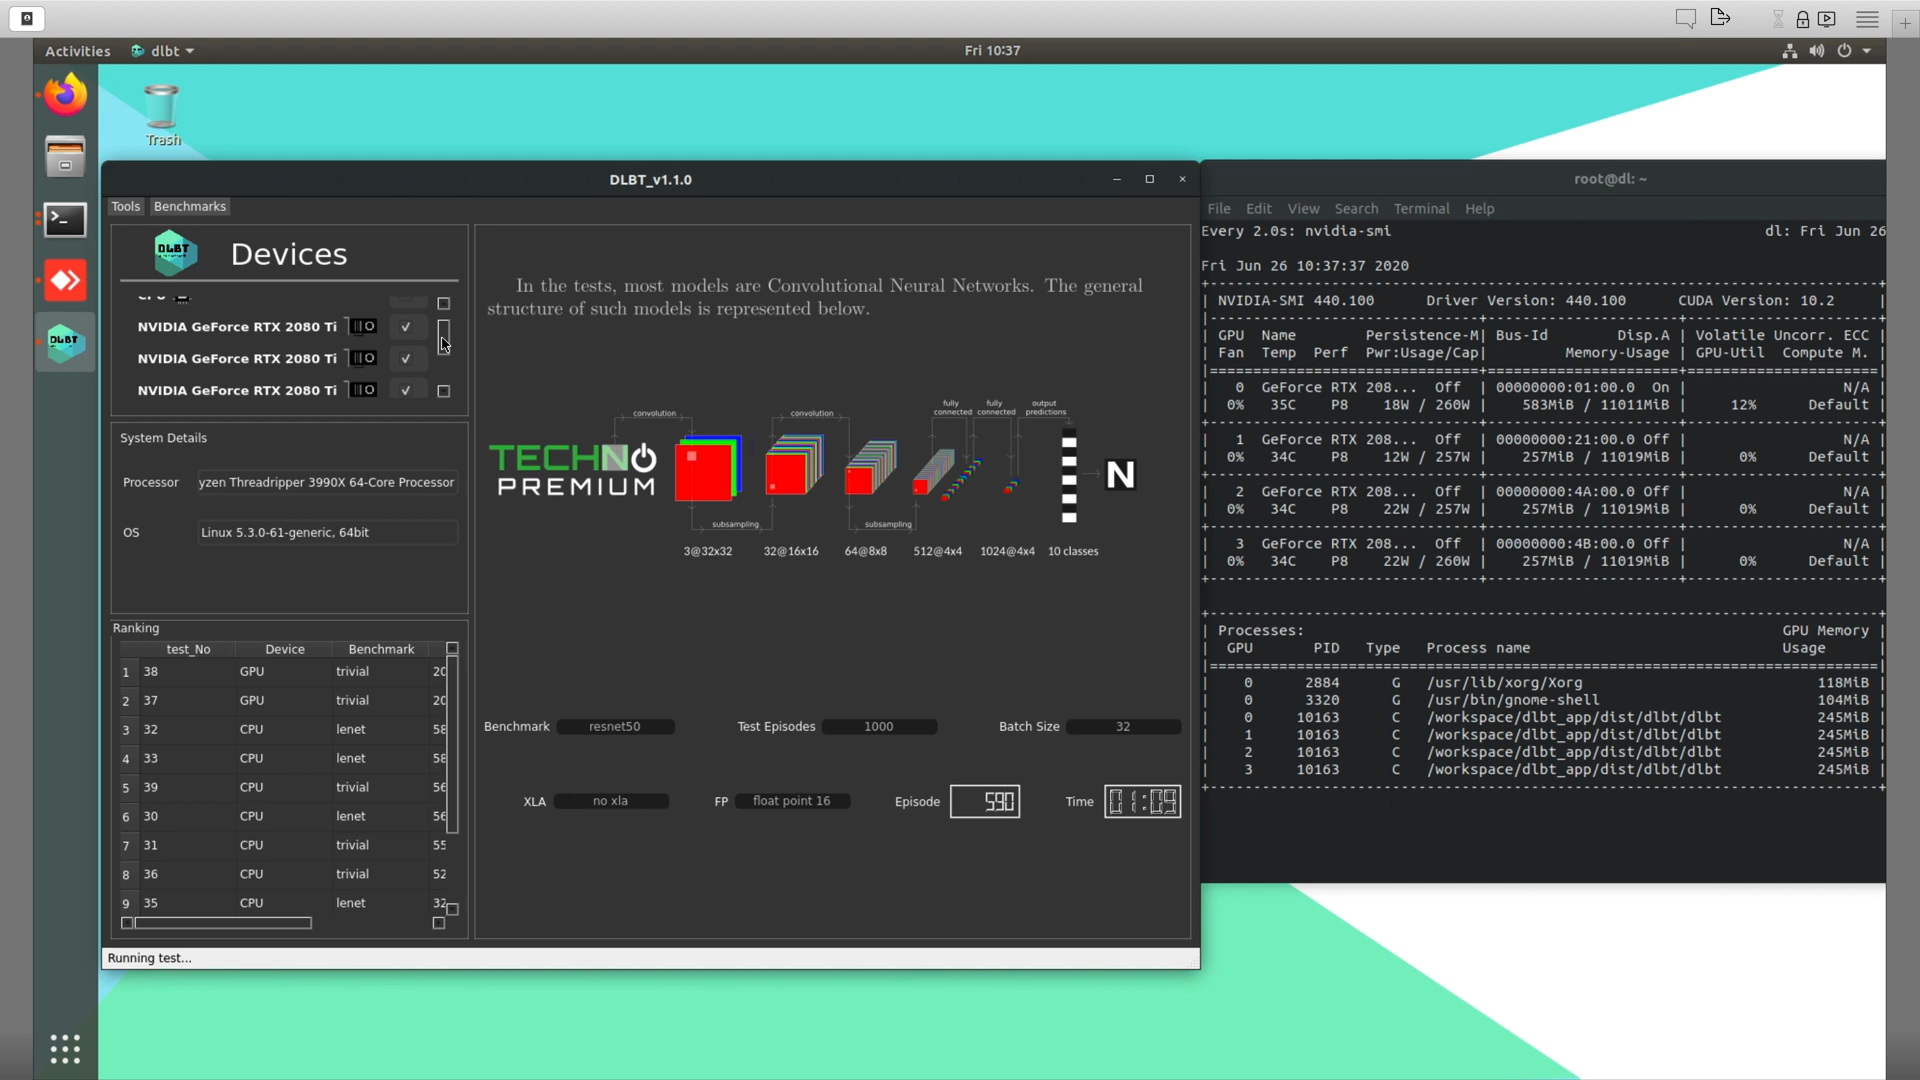 Activities
dlbt
Fri 10:37
Trash
DLBT_v1.1.0
Tools
Benchmarks
DLBT
Devices
NVIDIA GeForce RTX 2080 Ti
NVIDIA GeForce RTX 2080 Ti
NVIDIA GeForce RTX 2080 Ti
System Details
Processor yzen Threadripper 3990X 64-Core Processor
OS Linux 5.3.0-61-generic, 64bit
Ranking
test_No Device Benchmark
1 38 GPU trivial 20
2 37 GPU trivial 20
3 32 CPU lenet 58
4 33 CPU lenet 58
5 39 CPU trivial 56
6 30 CPU lenet 56
7 31 CPU trivial 55
8 36 CPU trivial 52
9 35 CPU lenet 32
Running test...
In the tests, most models are Convolutional Neural Networks. The general
structure of such models is represented below.
convolution
convolution
fully connected
fully connected
output predictions
TECHNO
PREMIUM
N
subsampling
subsampling
3@32x32 32@16x16 64@8x8 512@4x4 1024@4x4 10 classes
Benchmark resnet50 Test Episodes 1000 Batch Size 32
XLA no xla FP float point 16 Episode 590 Time 01:09
root@dl: ~
File Edit View Search Terminal Help
Every 2.0s: nvidia-smi dl: Fri Jun 26
Fri Jun 26 10:37:37 2020
NVIDIA-SMI 440.100 Driver Version: 440.100 CUDA Version: 10.2
GPU Name Persistence-M| Bus-Id Disp.A | Volatile Uncorr. ECC
Fan Temp Perf Pwr:Usage/Cap| Memory-Usage | GPU-Util Compute M.
0 GeForce RTX 208... Off | 00000000:01:00.0 On | N/A
0% 35C P8 18W / 260W | 583MiB / 11011MiB | 12% Default
1 GeForce RTX 208... Off | 00000000:21:00.0 Off | N/A
0% 34C P8 12W / 257W | 257MiB / 11019MiB | 0% Default
2 GeForce RTX 208... Off | 00000000:4A:00.0 Off | N/A
0% 34C P8 22W / 257W | 257MiB / 11019MiB | 0% Default
3 GeForce RTX 208... Off | 00000000:4B:00.0 Off | N/A
0% 34C P8 22W / 260W | 257MiB / 11019MiB | 0% Default
Processes: GPU Memory
GPU PID Type Process name Usage
0 2884 G /usr/lib/xorg/Xorg 118MiB
0 3320 G /usr/bin/gnome-shell 104MiB
0 10163 C /workspace/dlbt_app/dist/dlbt/dlbt 245MiB
1 10163 C /workspace/dlbt_app/dist/dlbt/dlbt 245MiB
2 10163 C /workspace/dlbt_app/dist/dlbt/dlbt 245MiB
3 10163 C /workspace/dlbt_app/dist/dlbt/dlbt 245MiB
DLBT